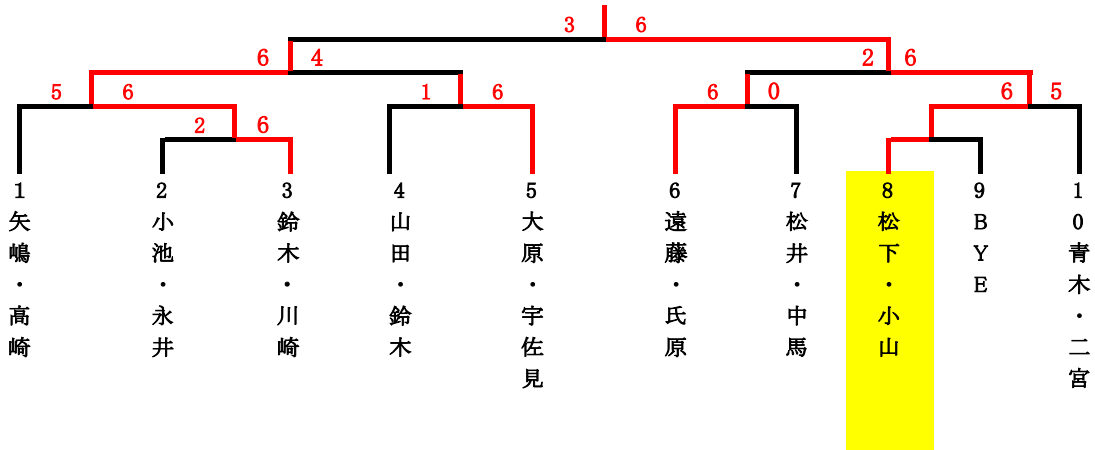 3 6
6 4 2 6
5 6 1 6 6 0 6 5
2 6
1 矢嶋・高崎
2 小池・永井
3 鈴木・川崎
4 山田・鈴木
5 大原・宇佐見
6 遠藤・氏原
7 松井・中馬
8 松下・小山
9 BYE
10 青木・二宮